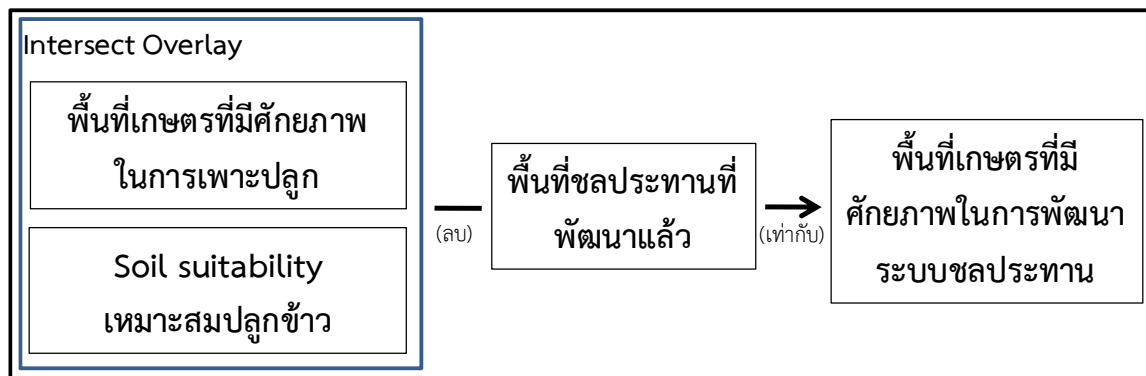 Intersect Overlay
พื้นที่เกษตรที่มีศักยภาพ
ในการเพาะปลูก
Soil suitability
เหมาะสมปลูกข้าว
(ลบ)
พื้นที่ชลประทานที่
พัฒนาแล้ว
(เท่ากับ)
พื้นที่เกษตรที่มี
ศักยภาพในการพัฒนา
ระบบชลประทาน